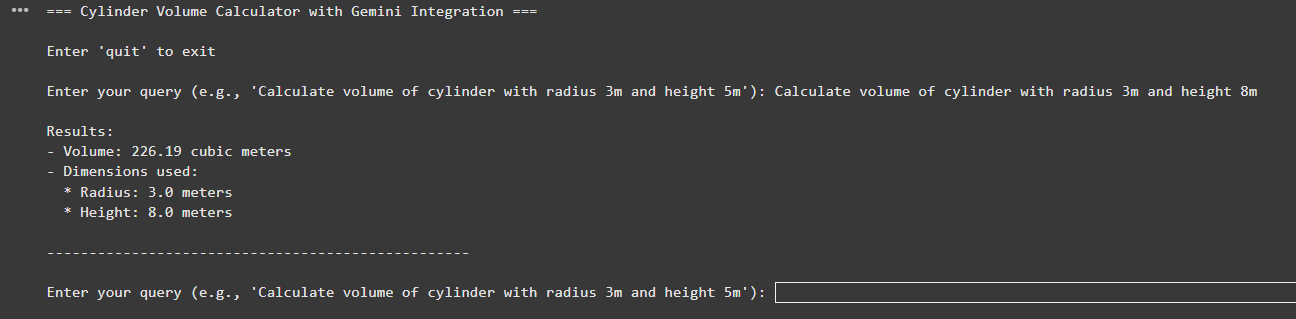 === Cylinder Volume Calculator with Gemini Integration ===
Enter 'quit' to exit
Enter your query (e.g., 'Calculate volume of cylinder with radius 3m and height 5m'): Calculate volume of cylinder with radius 3m and height 8m
Results:
- Volume: 226.19 cubic meters
- Dimensions used:
  * Radius: 3.0 meters
  * Height: 8.0 meters
--------------------------------------------------
Enter your query (e.g., 'Calculate volume of cylinder with radius 3m and height 5m'):